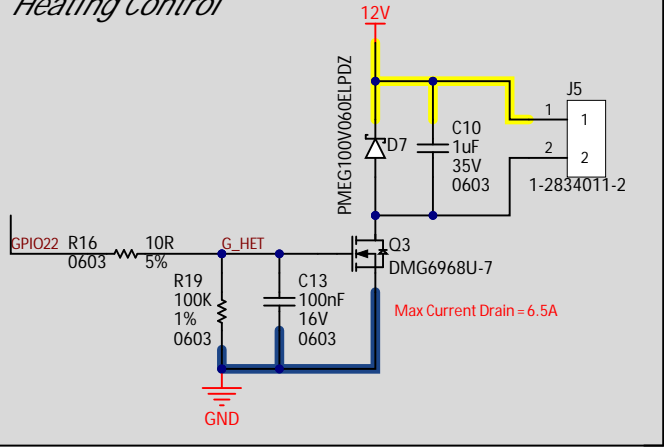 Heating Control
12V
J5
1
1
2
2
1-2834011-2
PMEG100V060ELPDZ
D7
C10
1uF
35V
0603
GPIO22
R16
10R
0603
5%
G_HET
Q3
DMG6968U-7
R19
100K
1%
0603
C13
100nF
16V
0603
Max Current Drain = 6.5A
GND